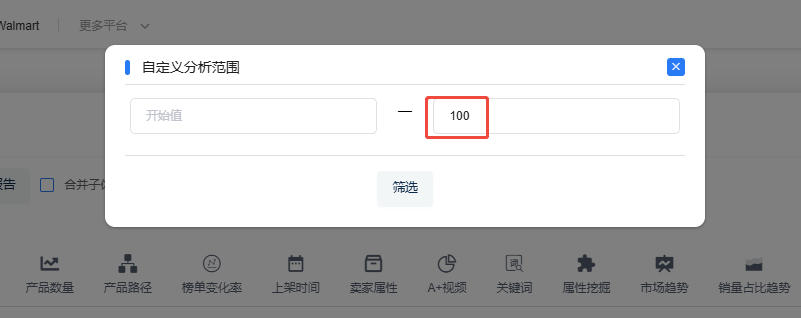 Walmart 更多平台
自定义分析范围
开始值 — 100
筛选
报告 合并子
产品数量 产品路径 榜单变化率 上架时间 卖家属性 A+视频 关键词 属性挖掘 市场趋势 销量占比趋势